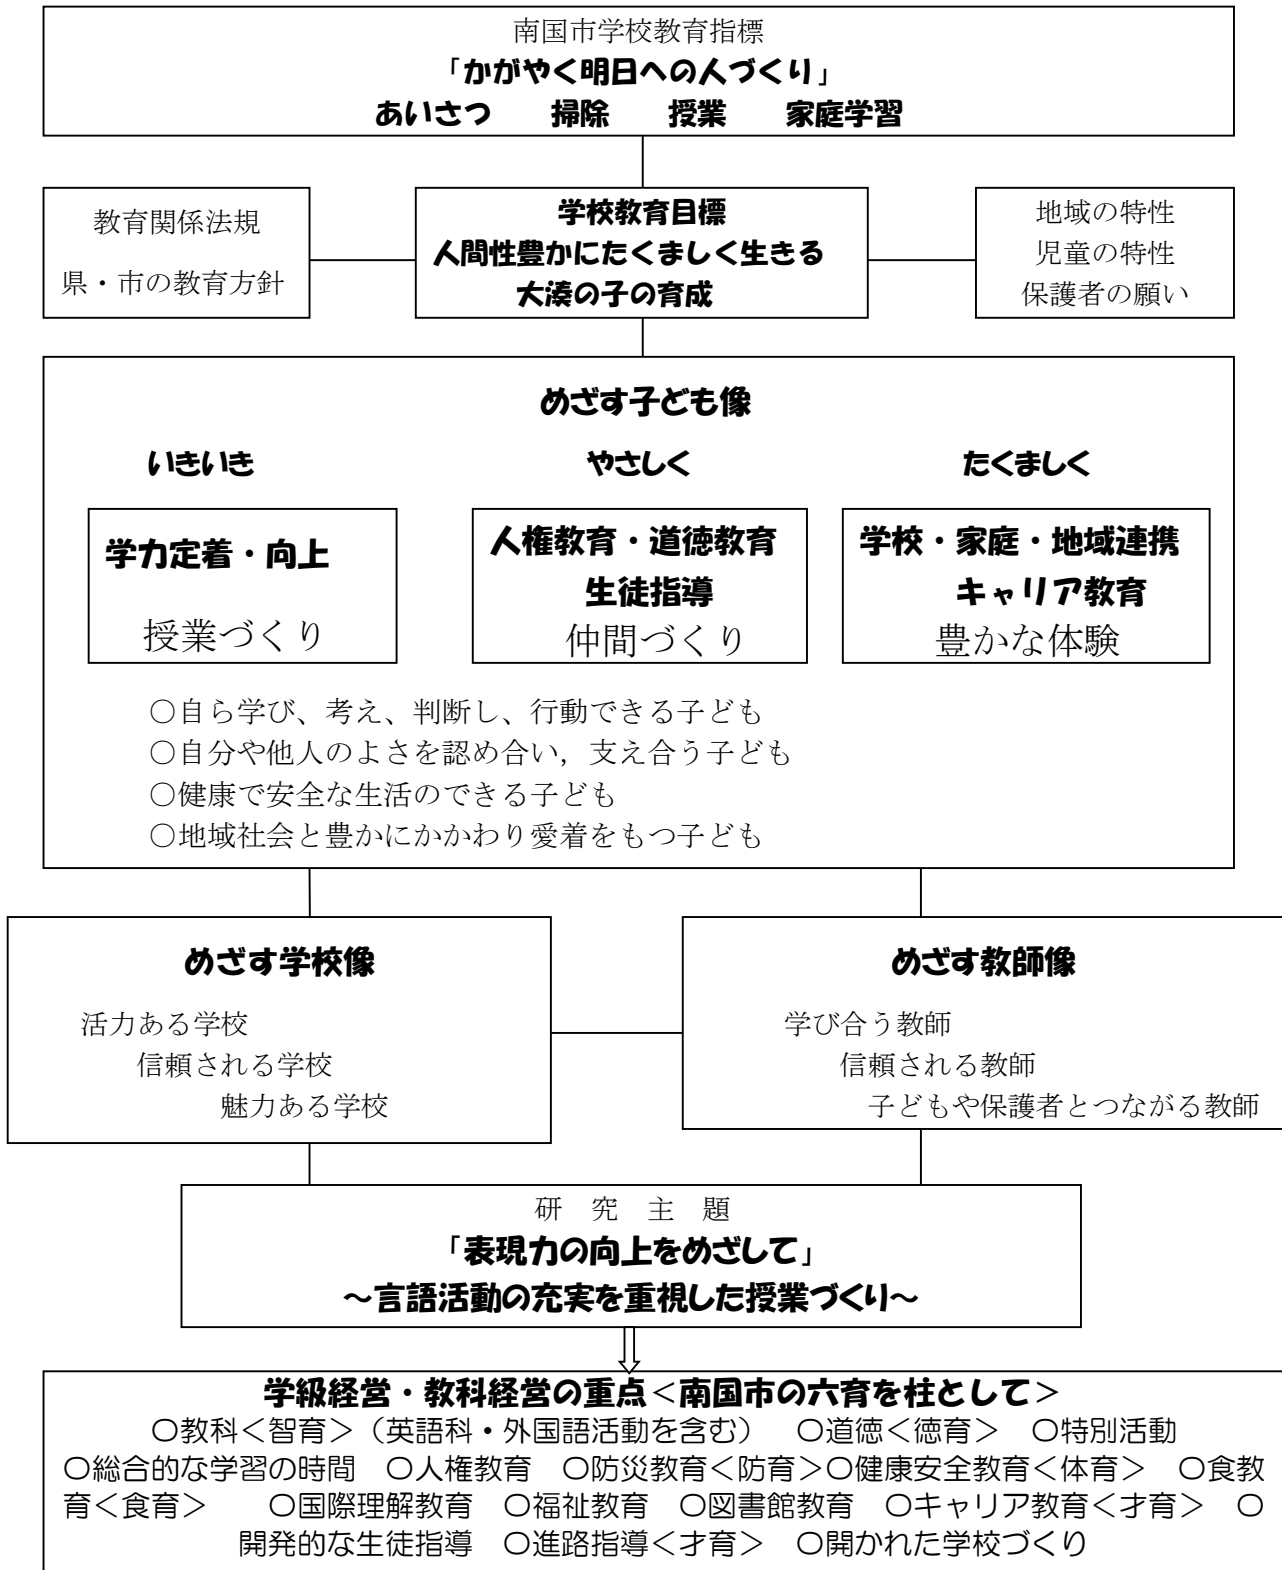 南国市学校教育指標
「かがやく明日への人づくり」
あいさつ　　掃除　　授業　　家庭学習
教育関係法規
県・市の教育方針
学校教育目標
人間性豊かにたくましく生きる
大湊の子の育成
地域の特性
児童の特性
保護者の願い
めざす子ども像
いきいき
やさしく
たくましく
学力定着・向上
授業づくり
人権教育・道徳教育
生徒指導
仲間づくり
学校・家庭・地域連携
キャリア教育
豊かな体験
○自ら学び、考え、判断し、行動できる子ども
○自分や他人のよさを認め合い，支え合う子ども
○健康で安全な生活のできる子ども
○地域社会と豊かにかかわり愛着をもつ子ども
めざす学校像
活力ある学校
信頼される学校
魅力ある学校
めざす教師像
学び合う教師
信頼される教師
子どもや保護者とつながる教師
研　究　主　題
「表現力の向上をめざして」
～言語活動の充実を重視した授業づくり～
学級経営・教科経営の重点＜南国市の六育を柱として＞
○教科＜智育＞（英語科・外国語活動を含む）　○道徳＜徳育＞　○特別活動
○総合的な学習の時間　○人権教育　○防災教育＜防育＞○健康安全教育＜体育＞　○食教
育＜食育＞　　○国際理解教育　○福祉教育　○図書館教育　○キャリア教育＜才育＞　○
開発的な生徒指導　○進路指導＜才育＞　○開かれた学校づくり